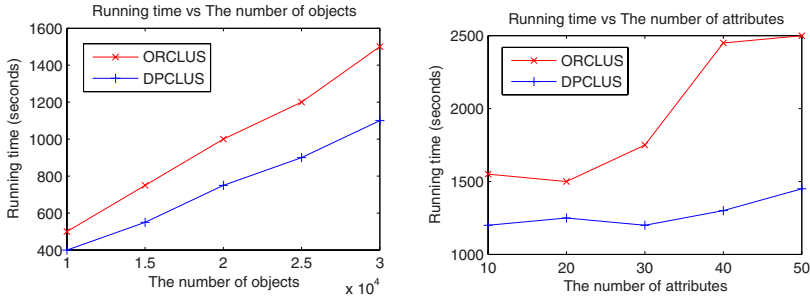 Running time vs The number of objects
1600
1400
1200
1000
800
600
400
Running time (seconds)
ORCLUS
DPCLUS
1 1.5 2 2.5 3
x 10^4
The number of objects
Running time vs The number of attributes
2500
2000
1500
1000
Running time (seconds)
ORCLUS
DPCLUS
10 20 30 40 50
The number of attributes